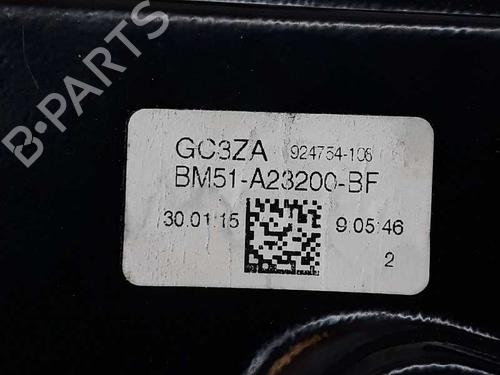 B-PARTS
GC3ZA 924754-106
BM51-A23200-BF
30.01.15 9:05:46
2